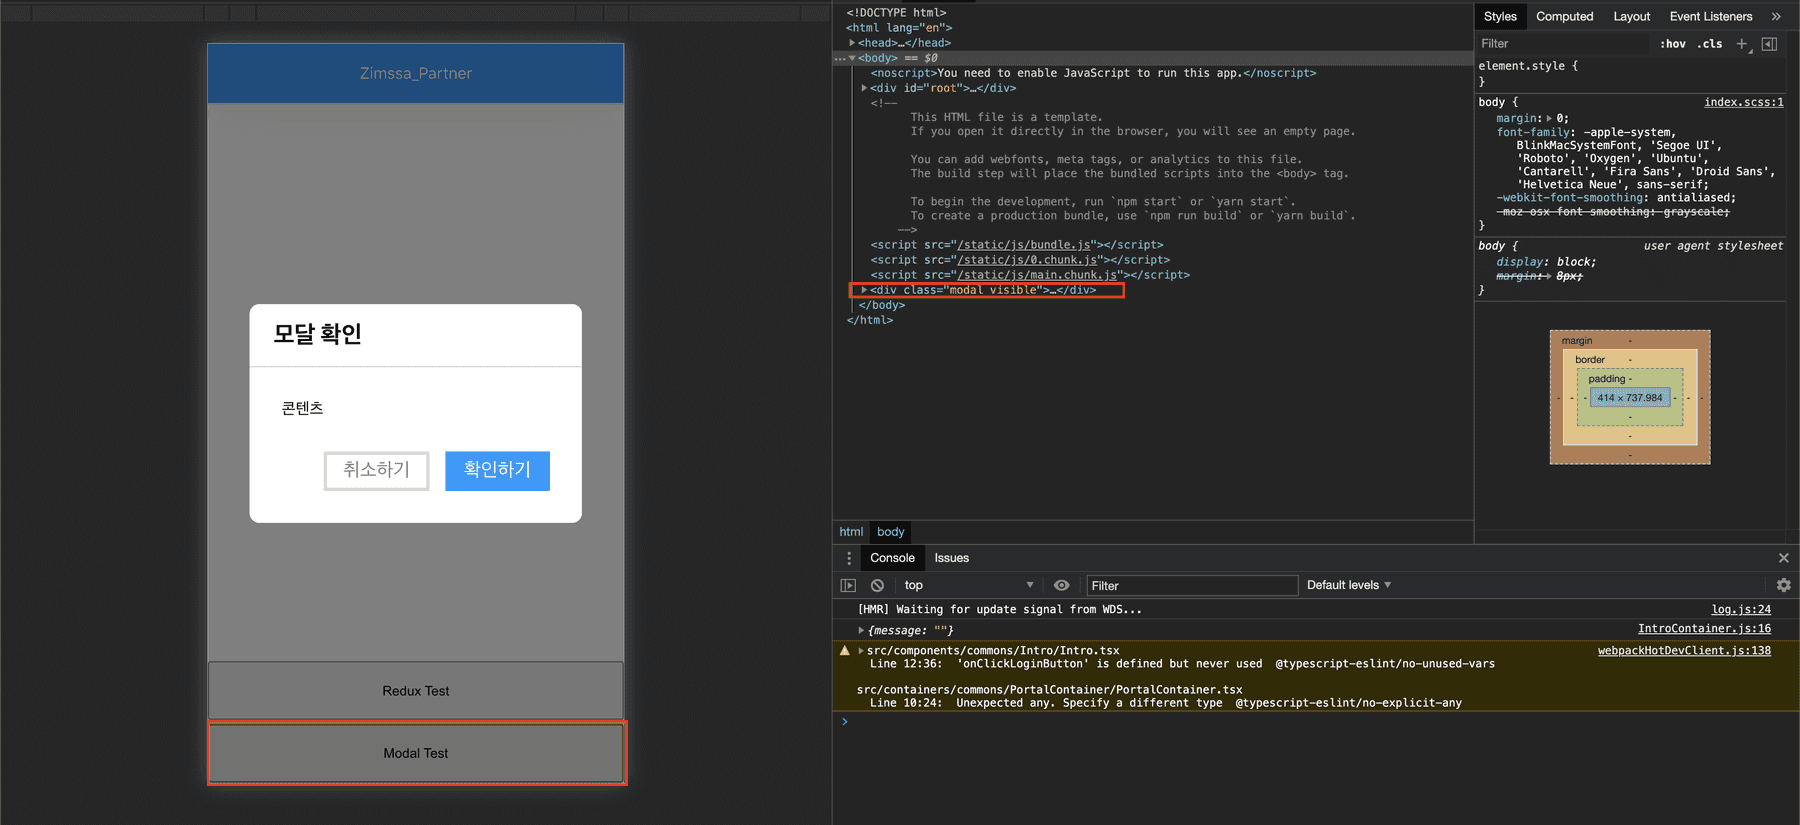 Zimssa_Partner
모달 확인
콘텐츠
취소하기
확인하기
Redux Test
Modal Test
<!DOCTYPE html>
<html lang="en">
<head>…</head>
<body> == $0
<noscript>You need to enable JavaScript to run this app.</noscript>
<div id="root">…</div>
<!--
This HTML file is a template.
If you open it directly in the browser, you will see an empty page.
You can add webfonts, meta tags, or analytics to this file.
The build step will place the bundled scripts into the <body> tag.
To begin the development, run `npm start` or `yarn start`.
To create a production bundle, use `npm run build` or `yarn build`.
-->
<script src="/static/js/bundle.js"></script>
<script src="/static/js/0.chunk.js"></script>
<script src="/static/js/main.chunk.js"></script>
<div class="modal visible">…</div>
</body>
</html>
html body
Styles Computed Layout Event Listeners »
Filter :hov .cls +
element.style {
}
body { index.scss:1
margin: 0;
font-family: -apple-system,
BlinkMacSystemFont, 'Segoe UI',
'Roboto', 'Oxygen', 'Ubuntu',
'Cantarell', 'Fira Sans', 'Droid Sans',
'Helvetica Neue', sans-serif;
-webkit-font-smoothing: antialiased;
-moz-osx-font-smoothing: grayscale;
}
body { user agent stylesheet
display: block;
margin: 8px;
}
margin -
border -
padding -
- - - 414 × 737.984 - - -
-
-
-
Console Issues
top Filter Default levels
[HMR] Waiting for update signal from WDS... log.js:24
{message: ""} IntroContainer.js:16
src/components/commons/Intro/Intro.tsx webpackHotDevClient.js:138
Line 12:36: 'onClickLoginButton' is defined but never used @typescript-eslint/no-unused-vars
src/containers/commons/PortalContainer/PortalContainer.tsx
Line 10:24: Unexpected any. Specify a different type @typescript-eslint/no-explicit-any
>